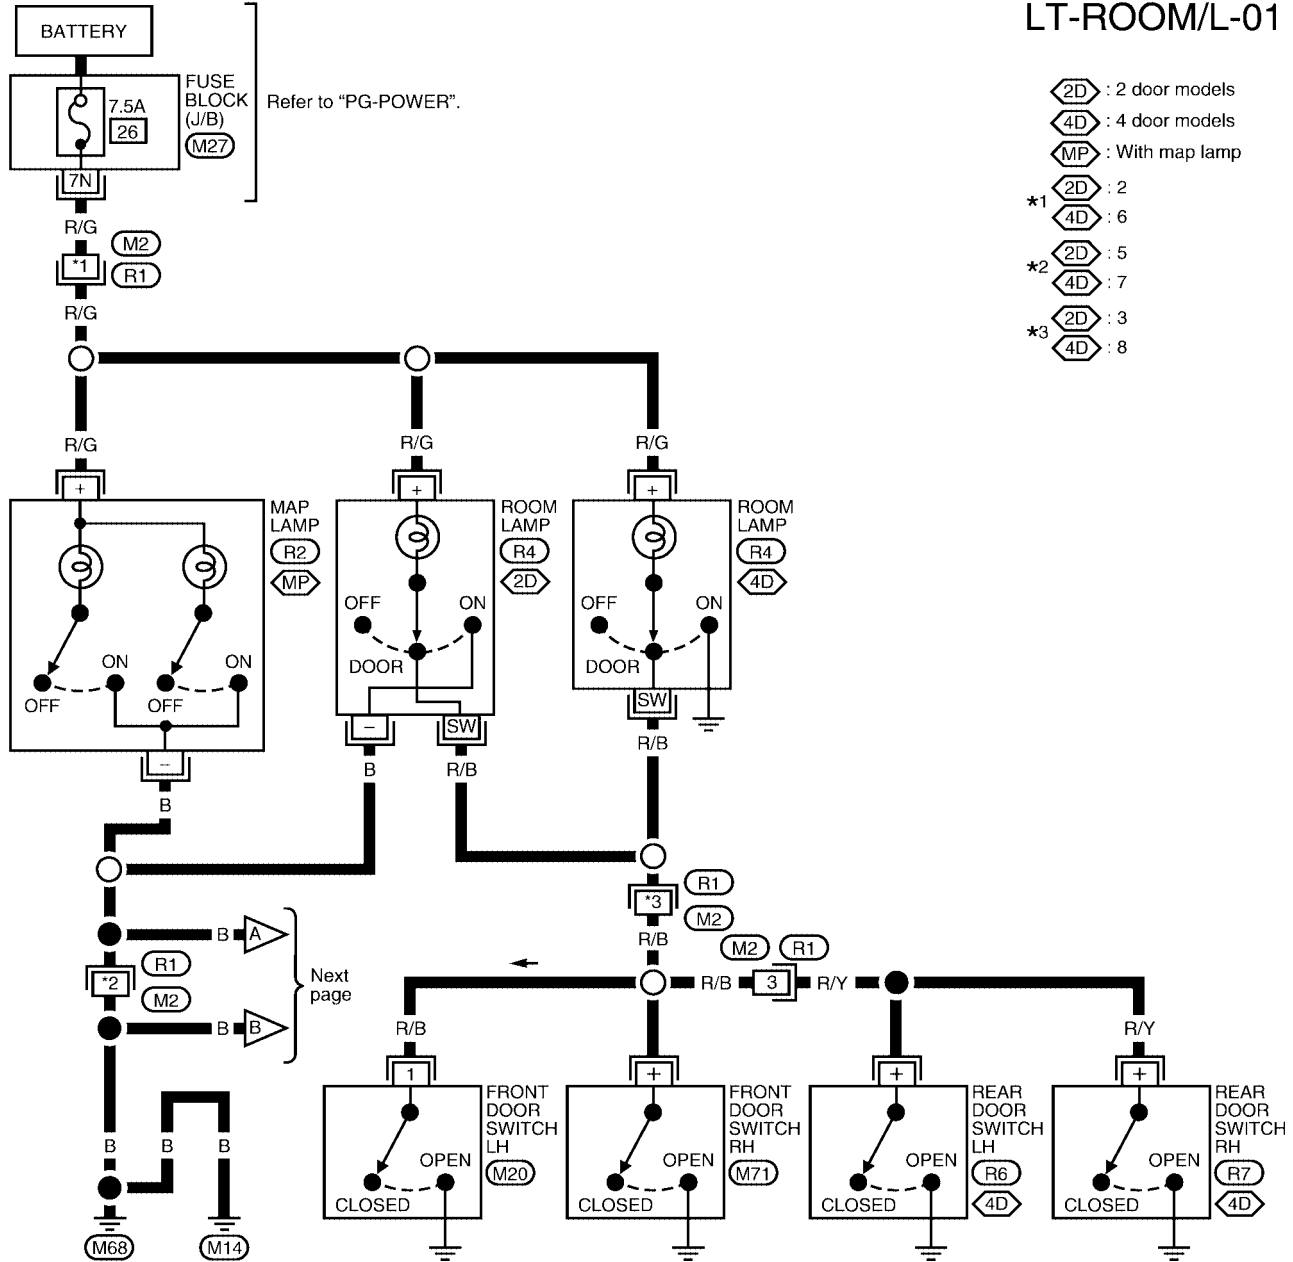 LT-ROOM/L-01
BATTERY
FUSE
BLOCK
(J/B)
M27
7.5A
26
7N
Refer to “PG-POWER”.
2D : 2 door models
4D : 4 door models
MP : With map lamp
*1 2D : 2
4D : 6
*2 2D : 5
4D : 7
*3 2D : 3
4D : 8
R/G
*1
M2
R1
R/G
R/G
R/G
R/G
+
+
+
MAP
LAMP
R2
MP
ROOM
LAMP
R4
2D
ROOM
LAMP
R4
4D
OFF
ON
OFF
ON
OFF
ON
DOOR
OFF
ON
DOOR
–
–
SW
SW
B
B
R/B
R/B
B
A
B
B
Next
page
R1
*2
M2
*3
R1
M2
R/B
R/B
M2
R1
3
R/Y
R/B
R/Y
1
+
+
+
FRONT
DOOR
SWITCH
LH
M20
OPEN
CLOSED
FRONT
DOOR
SWITCH
RH
M71
OPEN
CLOSED
REAR
DOOR
SWITCH
LH
R6
4D
OPEN
CLOSED
REAR
DOOR
SWITCH
RH
R7
4D
OPEN
CLOSED
B
B
B
M68
M14